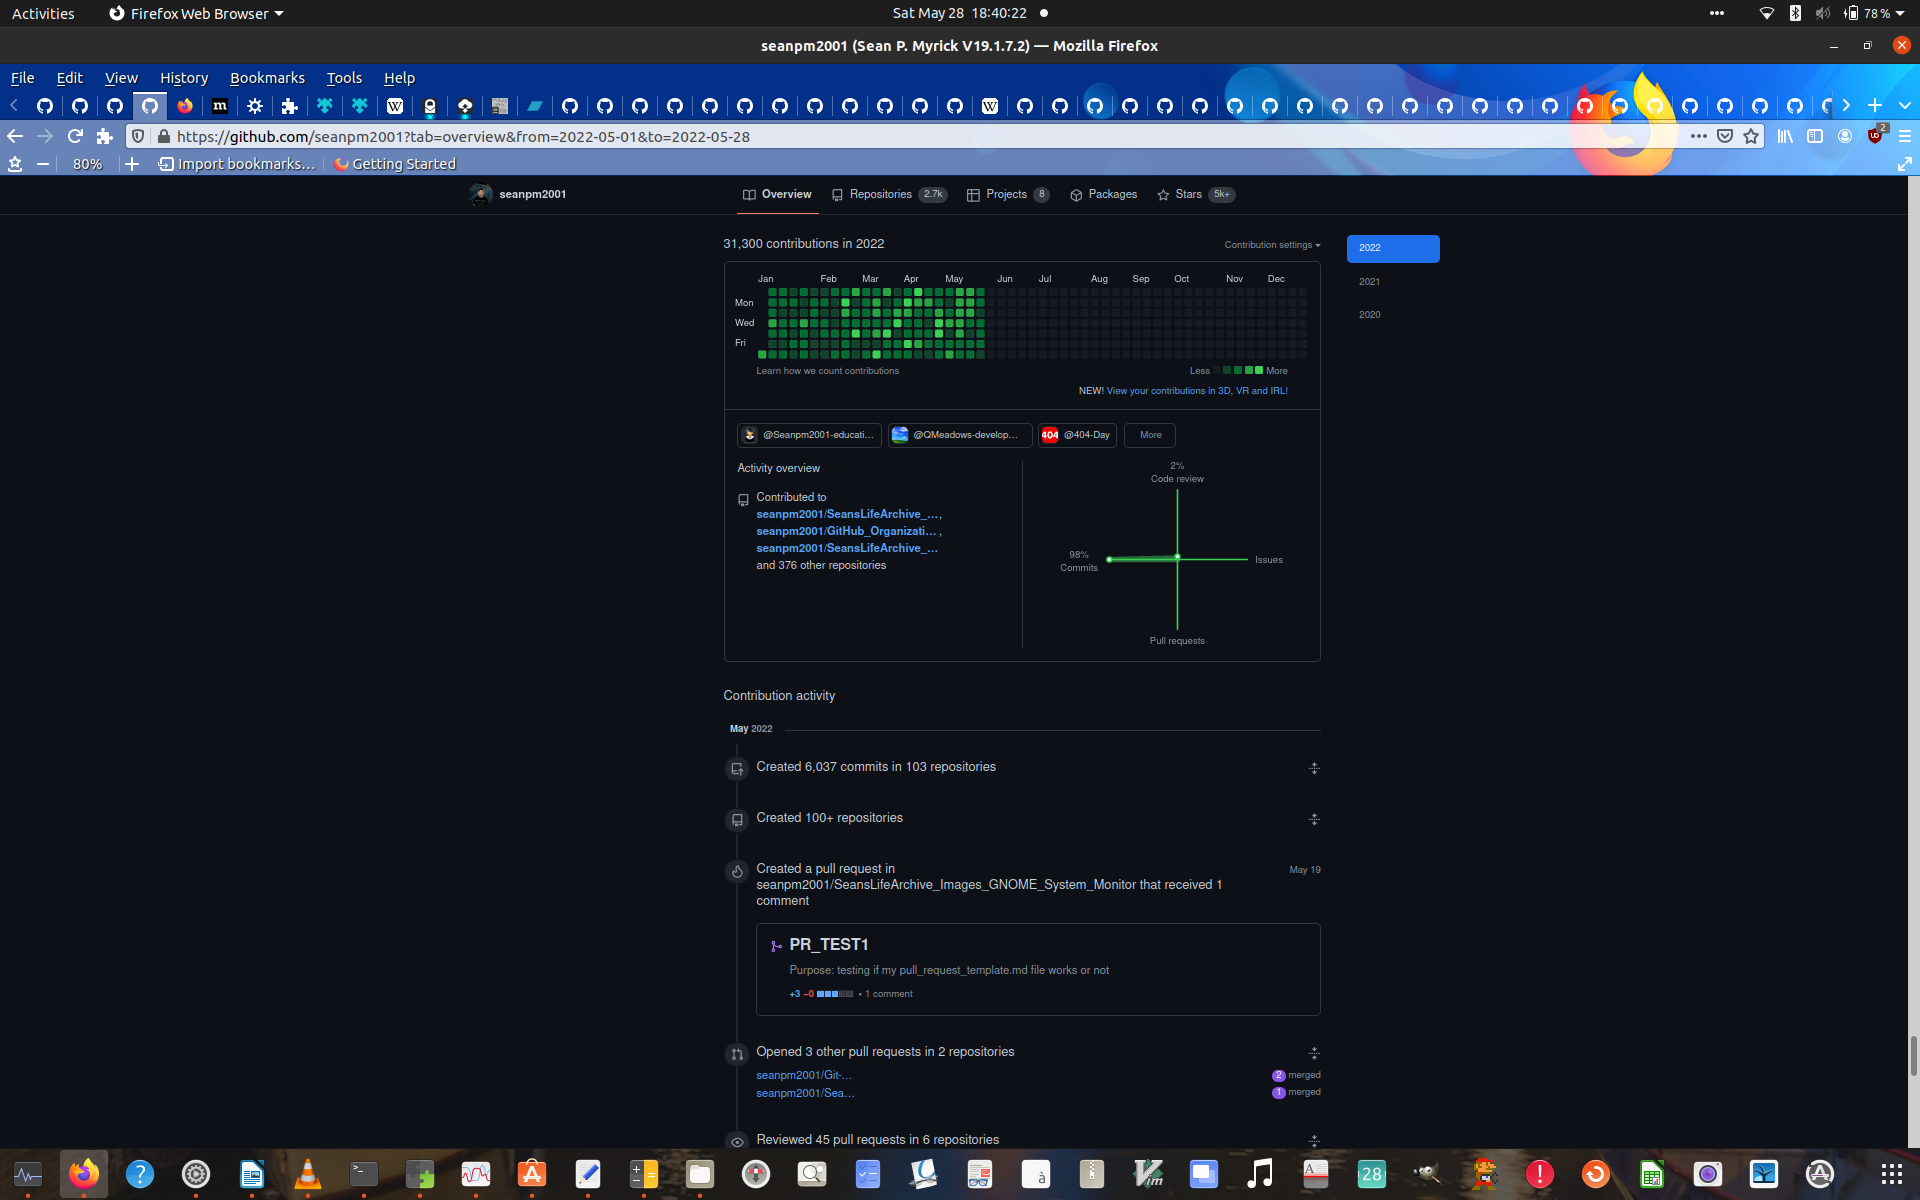 Activities
Firefox Web Browser
Sat May 28 18:40:22
78 %
seanpm2001 (Sean P. Myrick V19.1.7.2) — Mozilla Firefox
File Edit View History Bookmarks Tools Help
https://github.com/seanpm2001?tab=overview&from=2022-05-01&to=2022-05-28
2
80%
Import bookmarks...
Getting Started
seanpm2001
Overview
Repositories 2.7k
Projects 8
Packages
Stars 5k+
31,300 contributions in 2022
Contribution settings
2022
2021
2020
Jan Feb Mar Apr May Jun Jul Aug Sep Oct Nov Dec
Mon
Wed
Fri
Learn how we count contributions
Less More
NEW! View your contributions in 3D, VR and IRL!
@Seanpm2001-educati...
@QMeadows-develop...
404 @404-Day
More
Activity overview
Contributed to
seanpm2001/SeansLifeArchive_...,
seanpm2001/GitHub_Organizati... ,
seanpm2001/SeansLifeArchive_...
and 376 other repositories
2%
Code review
98%
Commits
Issues
Pull requests
Contribution activity
May 2022
Created 6,037 commits in 103 repositories
Created 100+ repositories
Created a pull request in
seanpm2001/SeansLifeArchive_Images_GNOME_System_Monitor that received 1
comment
May 19
PR_TEST1
Purpose: testing if my pull_request_template.md file works or not
+3 −0 • 1 comment
Opened 3 other pull requests in 2 repositories
seanpm2001/Git-...
2 merged
seanpm2001/Sea...
1 merged
Reviewed 45 pull requests in 6 repositories
28